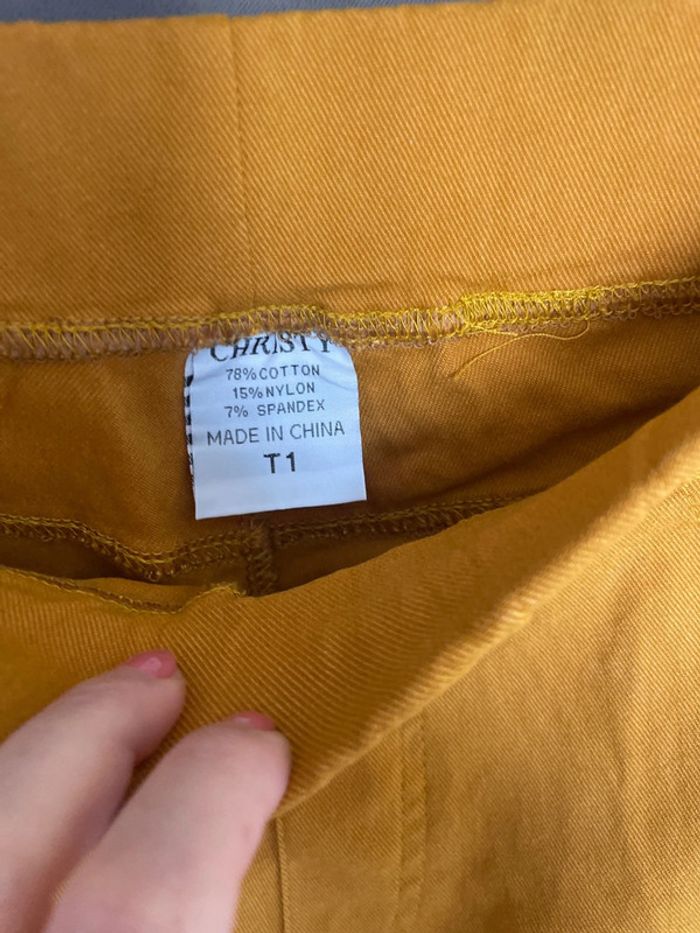 CHRISTY
78% COTTON
15% NYLON
7% SPANDEX
MADE IN CHINA
T1